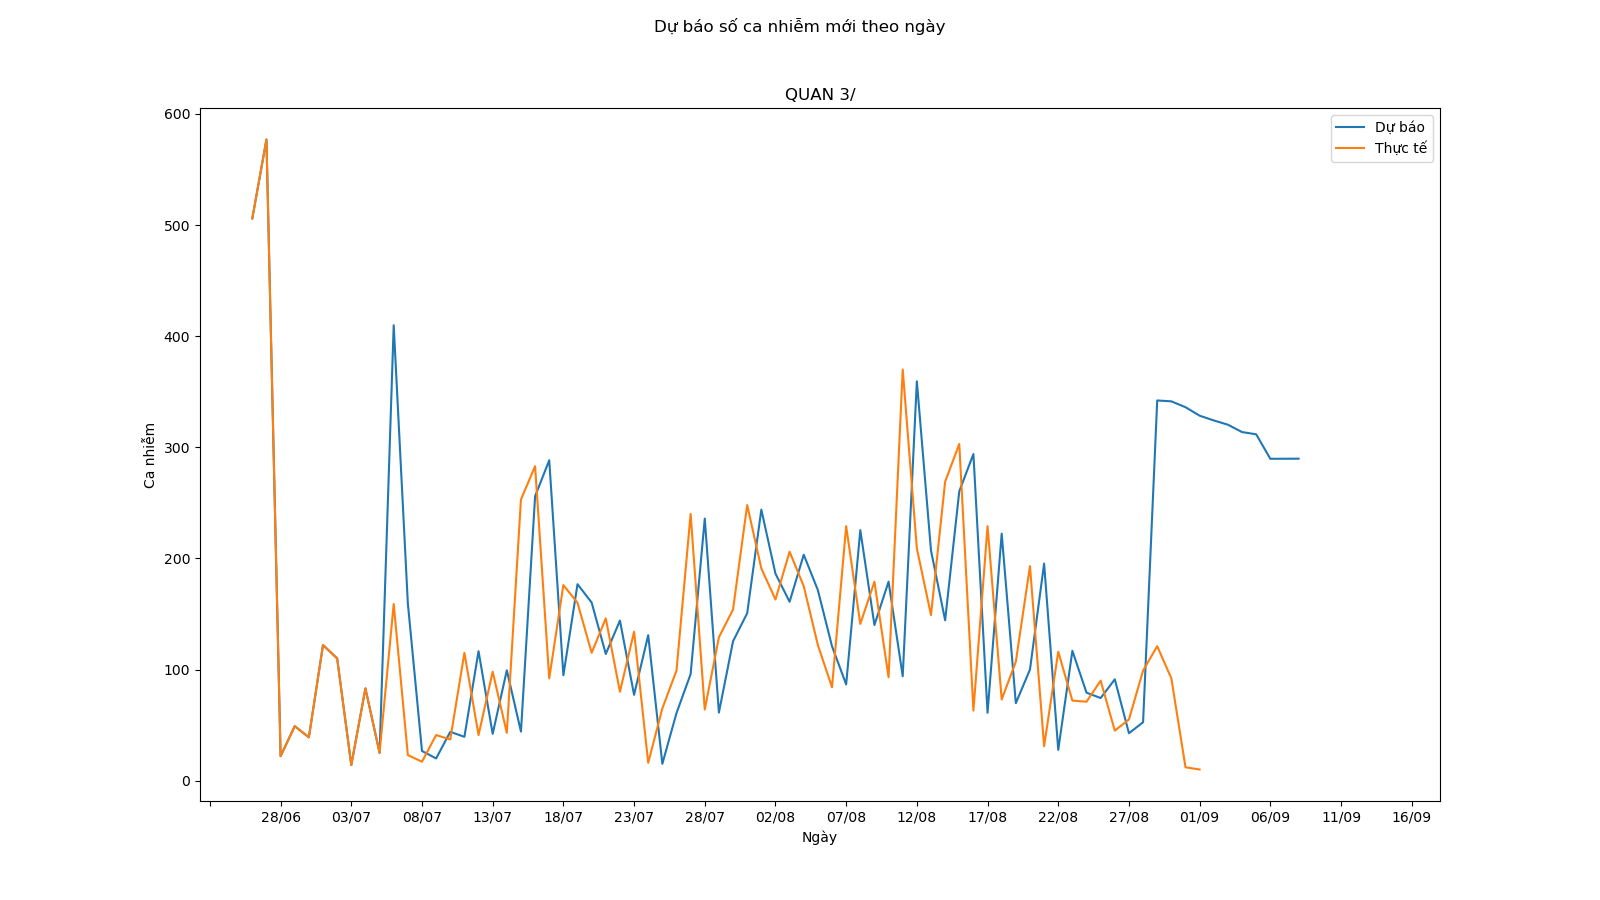 Dự báo số ca nhiễm mới theo ngày
QUAN 3/
Dự báo
Thực tế
600
500
400
300
200
100
0
Ca nhiễm
28/06 03/07 08/07 13/07 18/07 23/07 28/07 02/08 07/08 12/08 17/08 22/08 27/08 01/09 06/09 11/09 16/09
Ngày